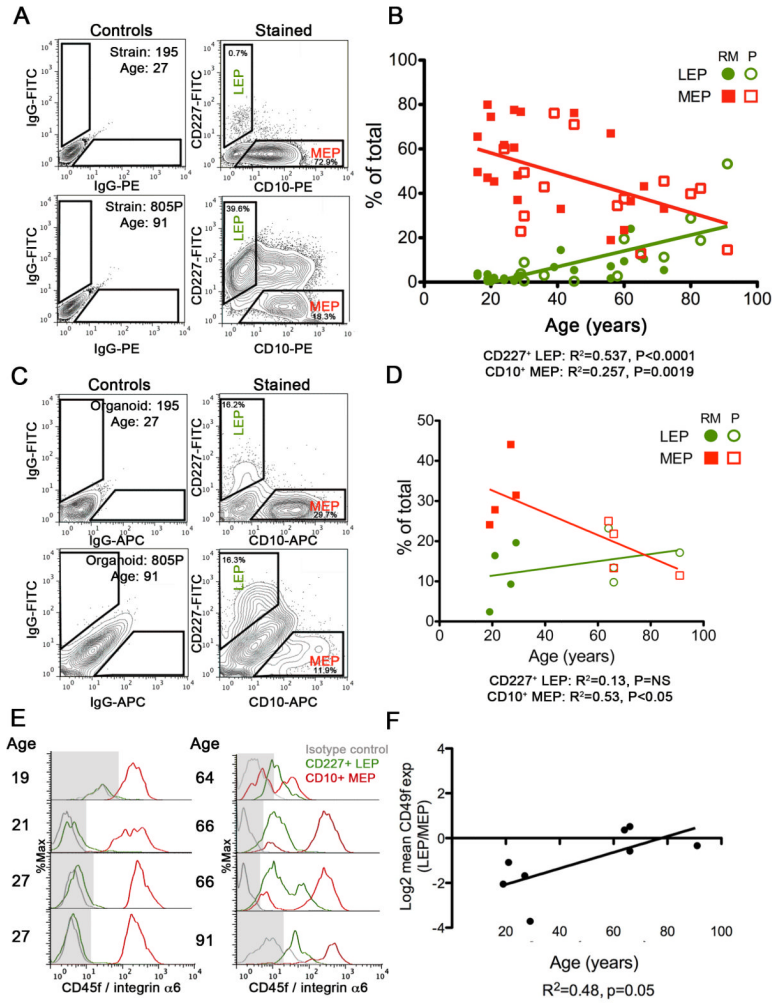 A
Controls
Stained
Strain: 195
Age: 27
IgG-FITC
IgG-PE
0.7%
LEP
CD227-FITC
MEP
72.9%
CD10-PE
Strain: 805P
Age: 91
IgG-FITC
IgG-PE
39.6%
LEP
CD227-FITC
MEP
18.3%
CD10-PE
B
% of total
100
80
60
40
20
0
0 20 40 60 80 100
Age (years)
RM P
LEP
MEP
CD227+ LEP: R2=0.537, P<0.0001
CD10+ MEP: R2=0.257, P=0.0019
C
Controls
Stained
Organoid: 195
Age: 27
IgG-FITC
IgG-APC
16.2%
LEP
CD227-FITC
MEP
29.7%
CD10-APC
Organoid: 805P
Age: 91
IgG-FITC
IgG-APC
16.3%
LEP
CD227-FITC
MEP
11.9%
CD10-APC
D
% of total
50
40
30
20
10
0
0 20 40 60 80 100
Age (years)
RM P
LEP
MEP
CD227+ LEP: R2=0.13, P=NS
CD10+ MEP: R2=0.53, P<0.05
E
Age
19
21
27
27
%Max
CD45f / integrin α6
Age
64
66
66
91
%Max
Isotype control
CD227+ LEP
CD10+ MEP
CD45f / integrin α6
F
Log2 mean CD49f exp
(LEP/MEP)
4
2
0
-2
-4
20 40 60 80 100
Age (years)
R2=0.48, p=0.05